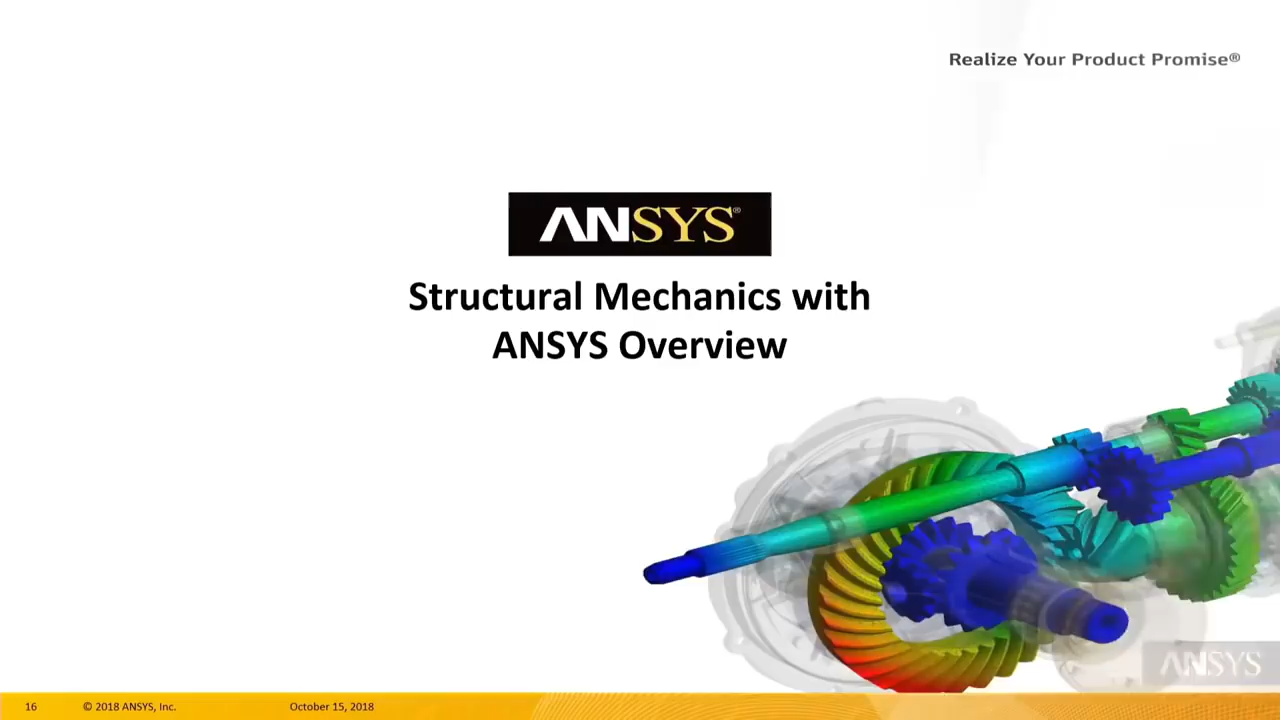 Realize Your Product Promise®
ANSYS®
Structural Mechanics with
ANSYS Overview
ANSYS
16 © 2018 ANSYS, Inc. October 15, 2018